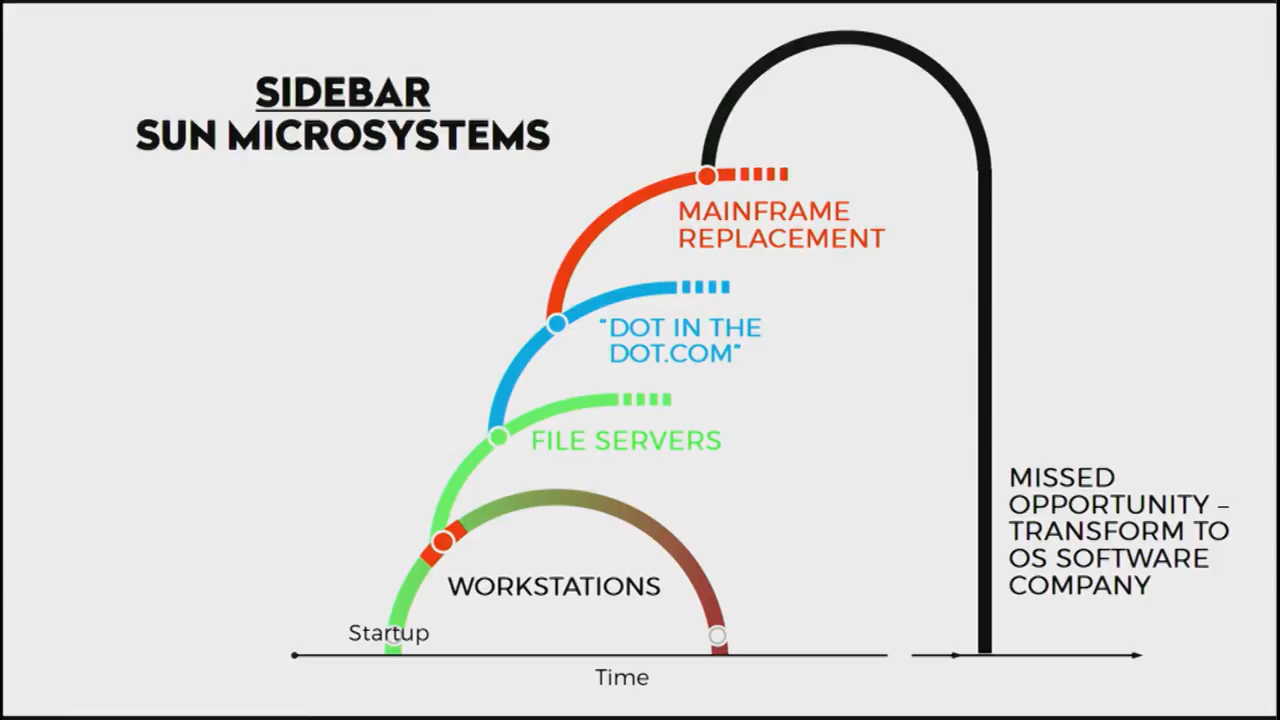 SIDEBAR
SUN MICROSYSTEMS
MAINFRAME
REPLACEMENT
"DOT IN THE
DOT.COM"
FILE SERVERS
WORKSTATIONS
Startup
Time
MISSED
OPPORTUNITY –
TRANSFORM TO
OS SOFTWARE
COMPANY